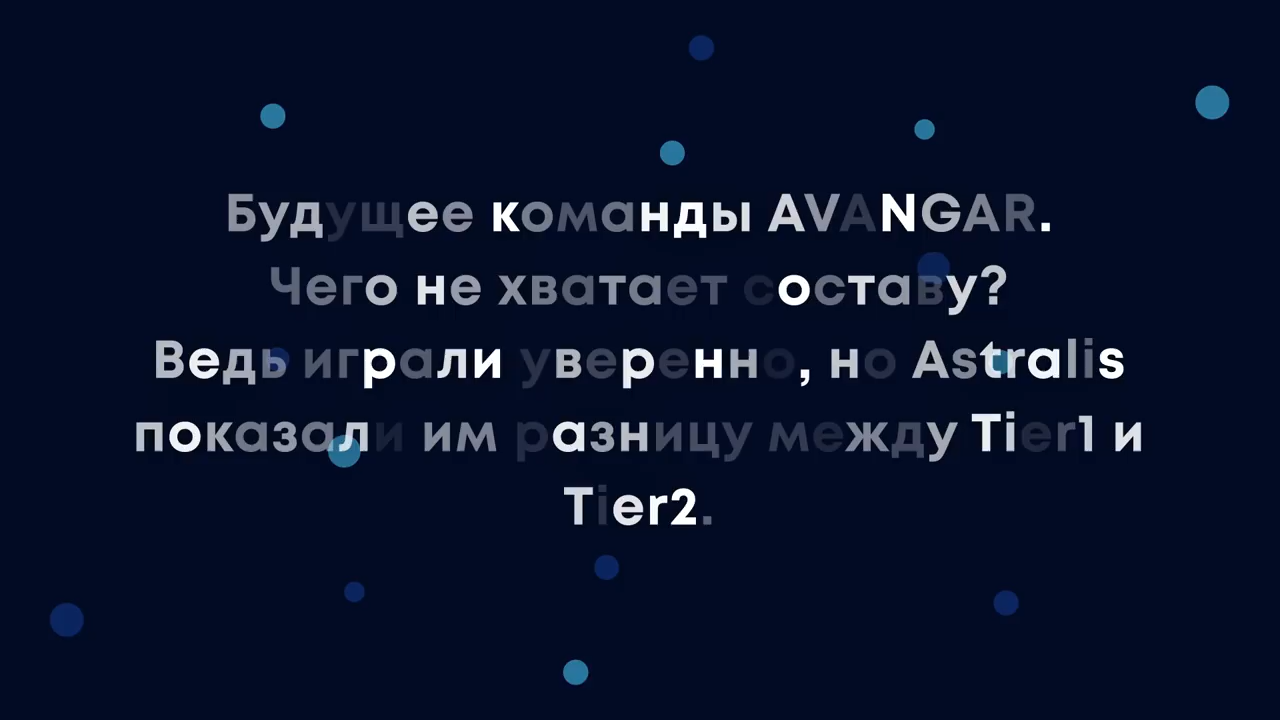 Будущее команды AVANGAR.
Чего не хватает составу?
Ведь играли уверенно, но Astralis
показали им разницу между Tier1 и
Tier2.